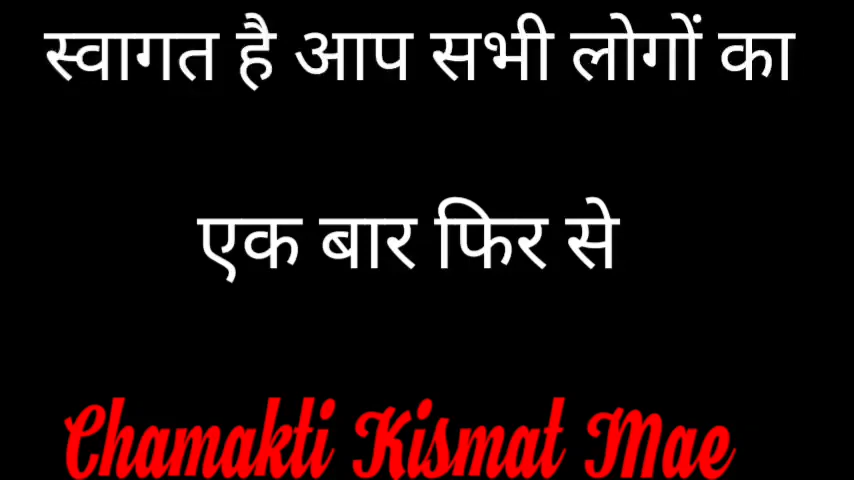 स्वागत है आप सभी लोगों का
एक बार फिर से
Chamakti Kismat Mae